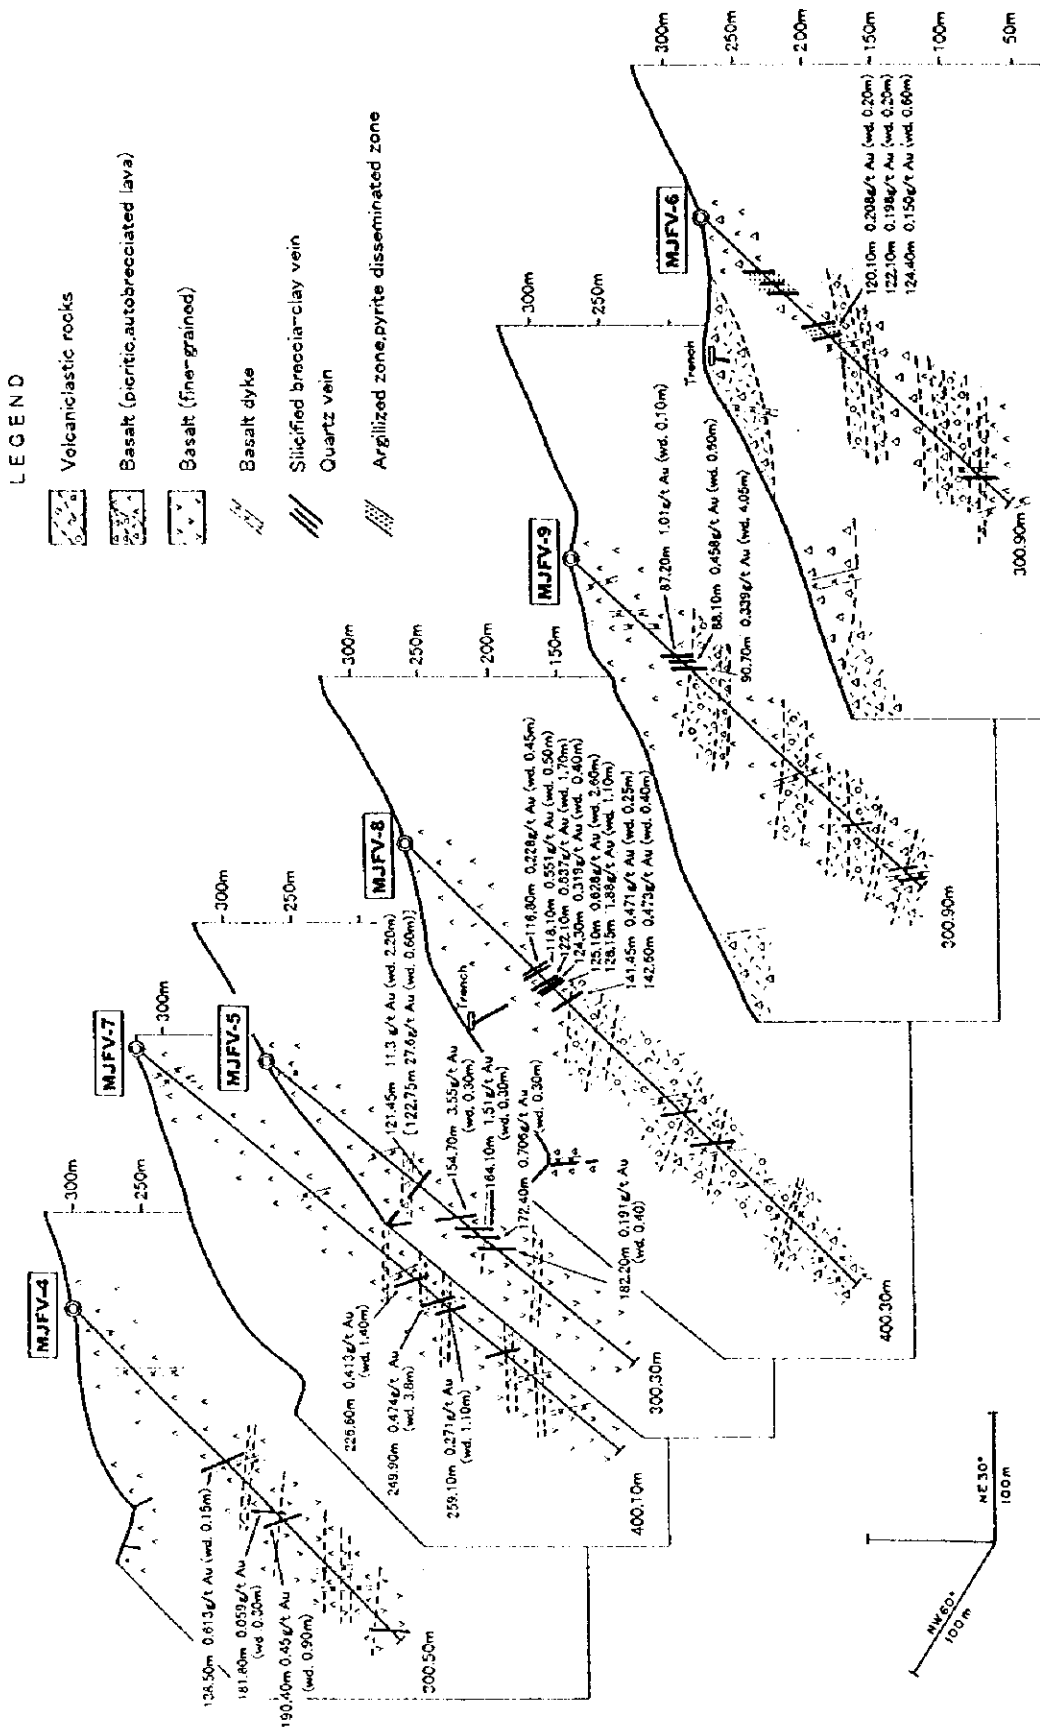 LEGEND
Volcaniclastic rocks
Basalt (picritic,autobrecciated lava)
Basalt (fine-grained)
Basalt dyke
Silicified breccia-clay vein
Quartz vein
Argillized zone,pyrite disseminated zone
MJFV-4
300m
250m
138.50m 0.613g/t Au (wd. 0.15m)
181.80m 0.059g/t Au
(wd. 0.30m)
190.40m 0.45g/t Au
(wd. 0.90m)
300.50m
MJFV-7
300m
226.60m 0.413g/t Au
(wd. 1.40m)
249.90m 0.474g/t Au
(wd. 3.8m)
259.10m 0.271g/t Au
(wd. 1.10m)
400.10m
MJFV-5
300m
250m
121.45m 11.3 g/t Au (wd. 2.20m)
[122.75m 27.6g/t Au (wd. 0.60m)]
154.70m 3.55g/t Au
(wd. 0.30m)
164.10m 1.51g/t Au
(wd. 0.30m)
172.40m 0.706g/t Au
(wd. 0.30m)
182.20m 0.191g/t Au
(wd. 0.40)
300.30m
MJFV-8
300m
250m
200m
150m
Trench
116.80m 0.228g/t Au (wd. 0.45m)
118.10m 0.551g/t Au (wd. 0.50m)
122.10m 0.637g/t Au (wd. 1.70m)
124.30m 0.319g/t Au (wd. 0.40m)
125.10m 0.628g/t Au (wd. 2.60m)
128.15m 1.88g/t Au (wd. 1.10m)
141.45m 0.471g/t Au (wd. 0.25m)
142.60m 0.473g/t Au (wd. 0.40m)
400.30m
MJFV-9
300m
250m
87.20m 1.01g/t Au (wd. 0.10m)
88.10m 0.458g/t Au (wd. 0.90m)
90.70m 0.339g/t Au (wd. 4.05m)
300.90m
MJFV-6
300m
250m
200m
150m
100m
50m
Trench
120.10m 0.208g/t Au (wd. 0.20m)
122.10m 0.198g/t Au (wd. 0.20m)
124.40m 0.150g/t Au (wd. 0.60m)
300.90m
NW60°
100m
NE30°
100m